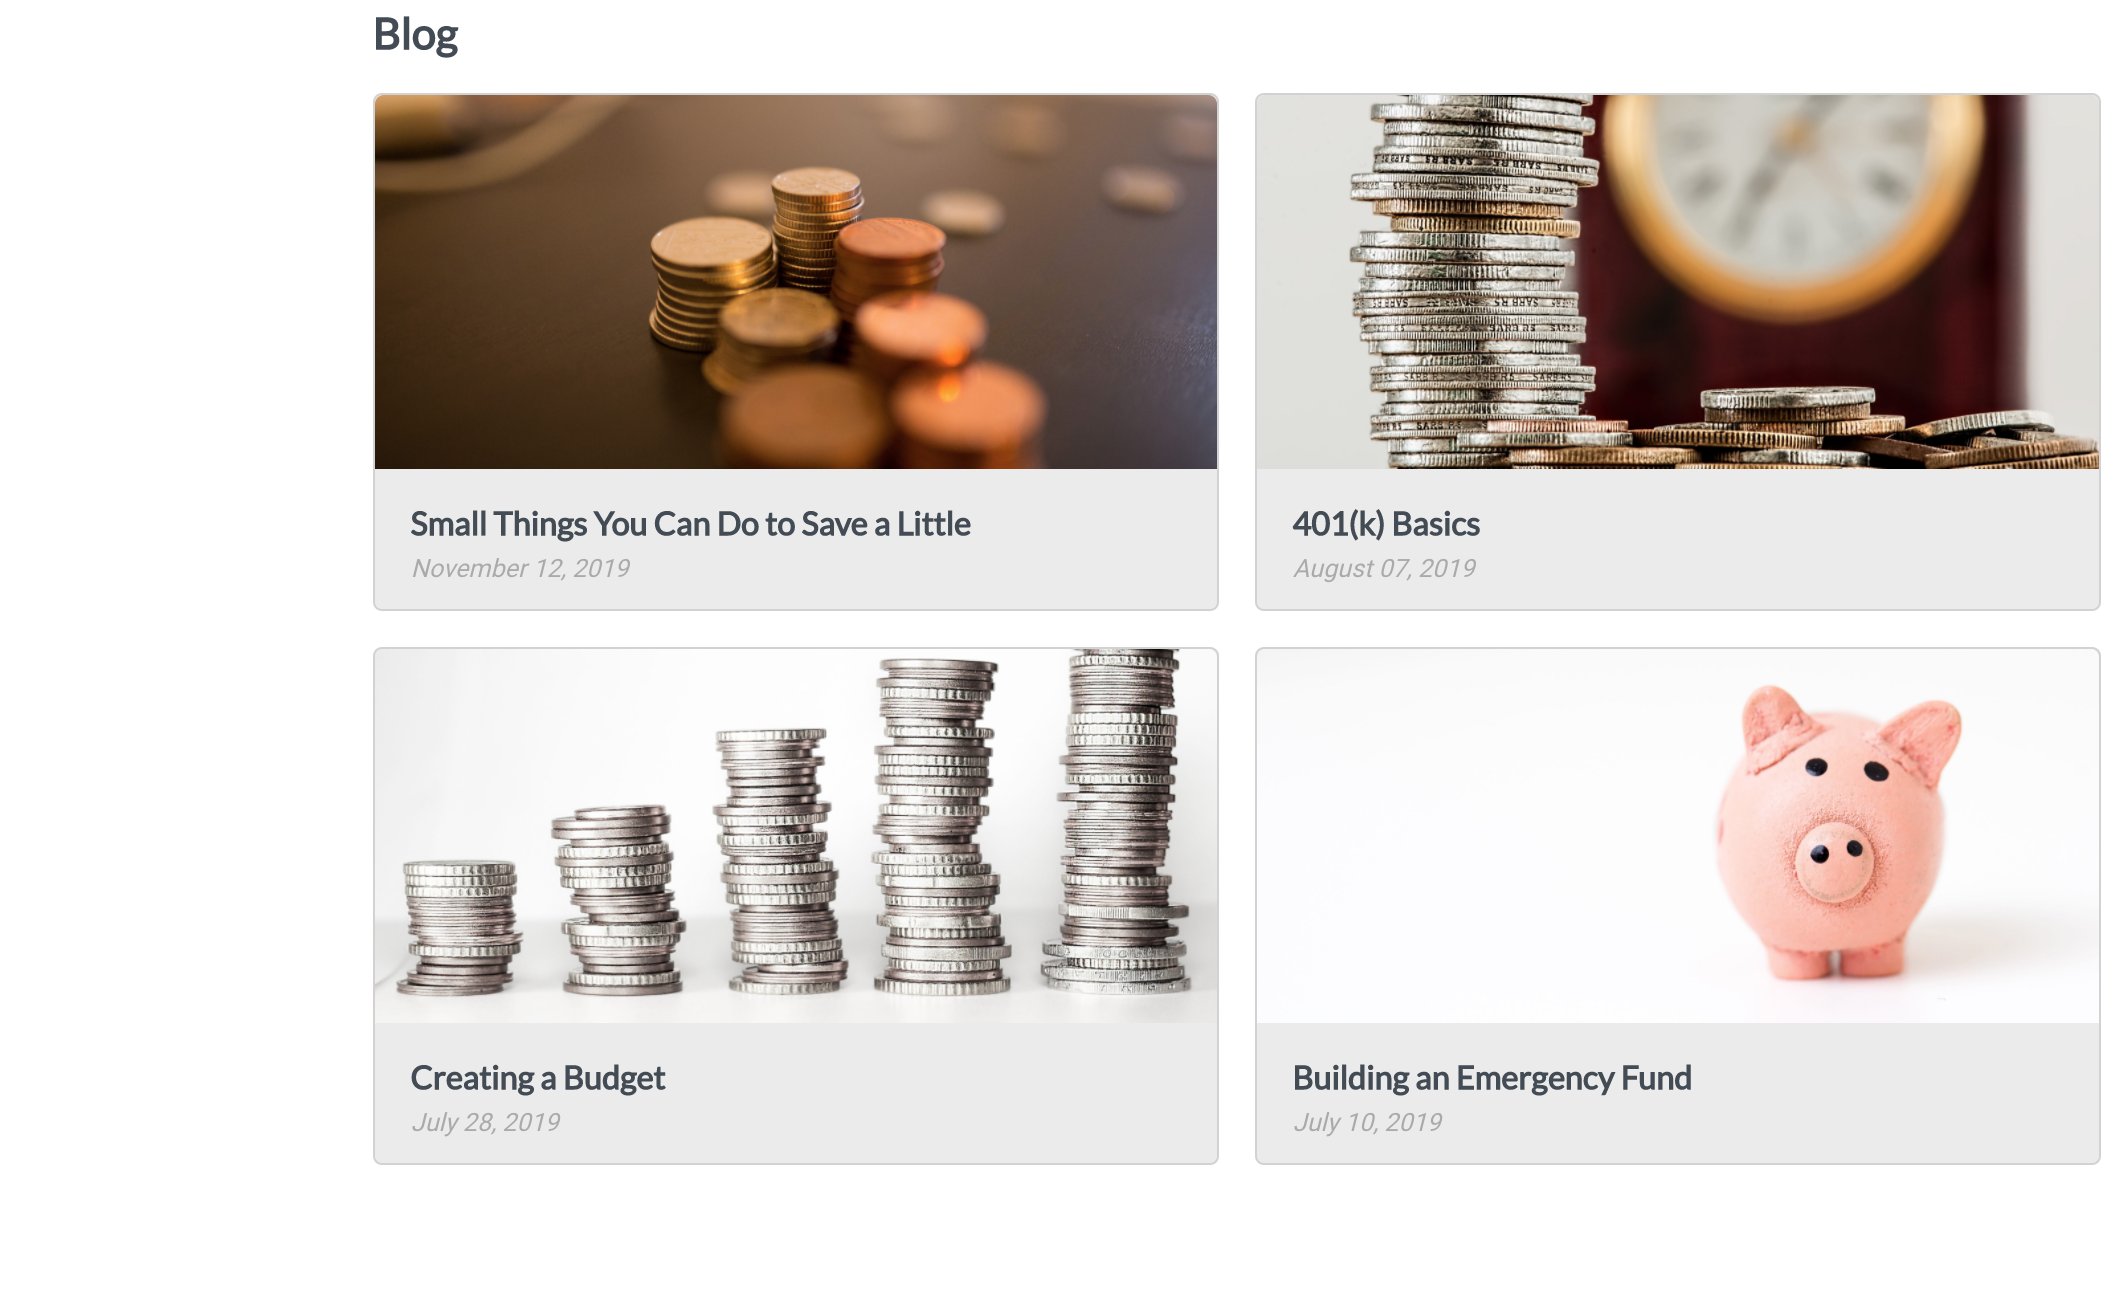 Blog
Small Things You Can Do to Save a Little
November 12, 2019
401(k) Basics
August 07, 2019
Creating a Budget
July 28, 2019
Building an Emergency Fund
July 10, 2019